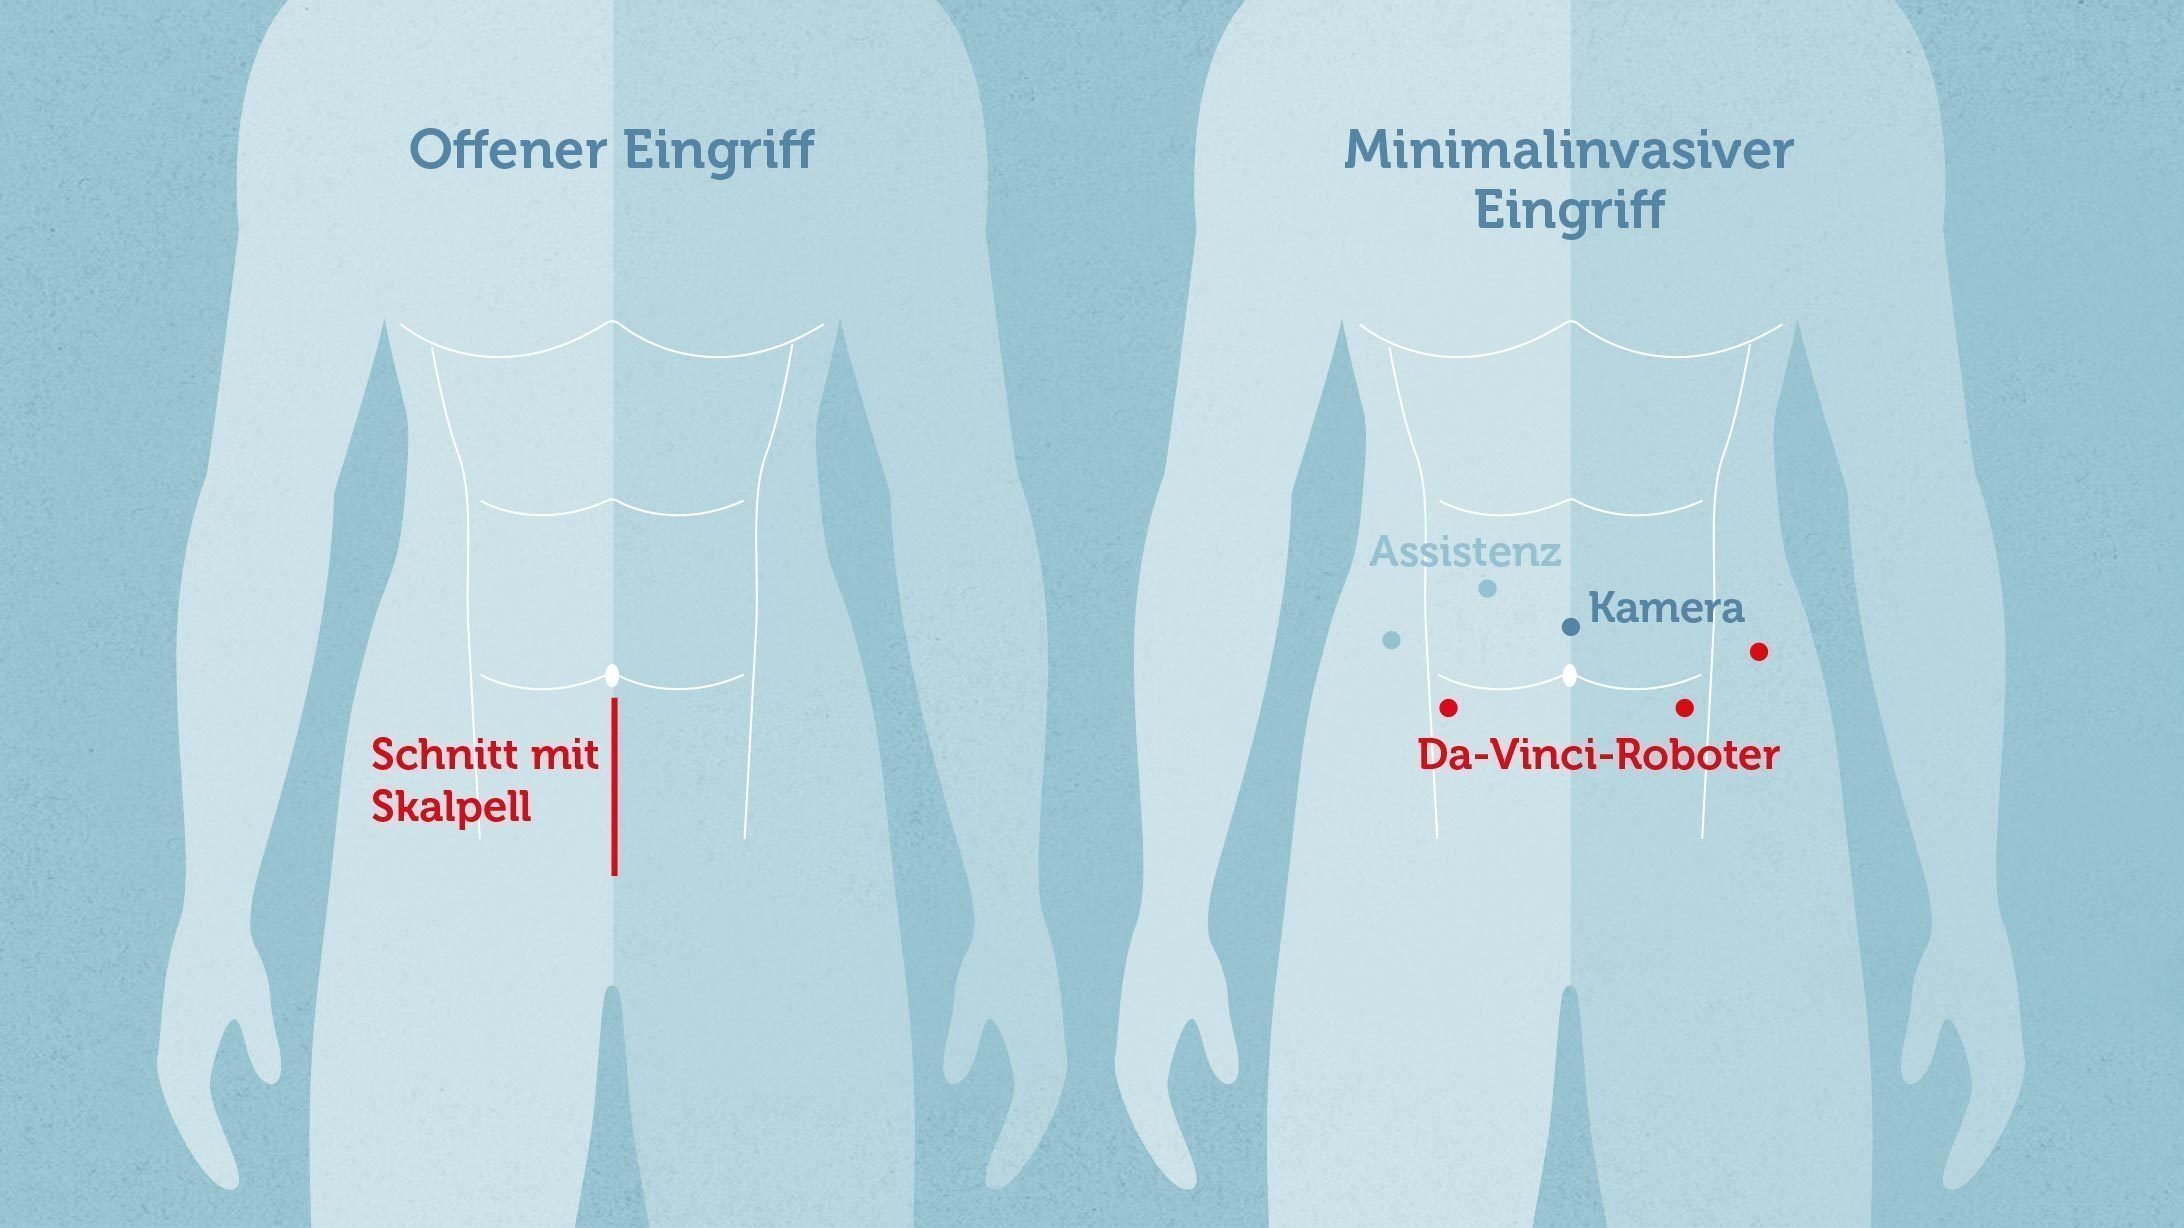 Offener Eingriff
Schnitt mit
Skalpell
Minimalinvasiver
Eingriff
Assistenz
Kamera
Da-Vinci-Roboter